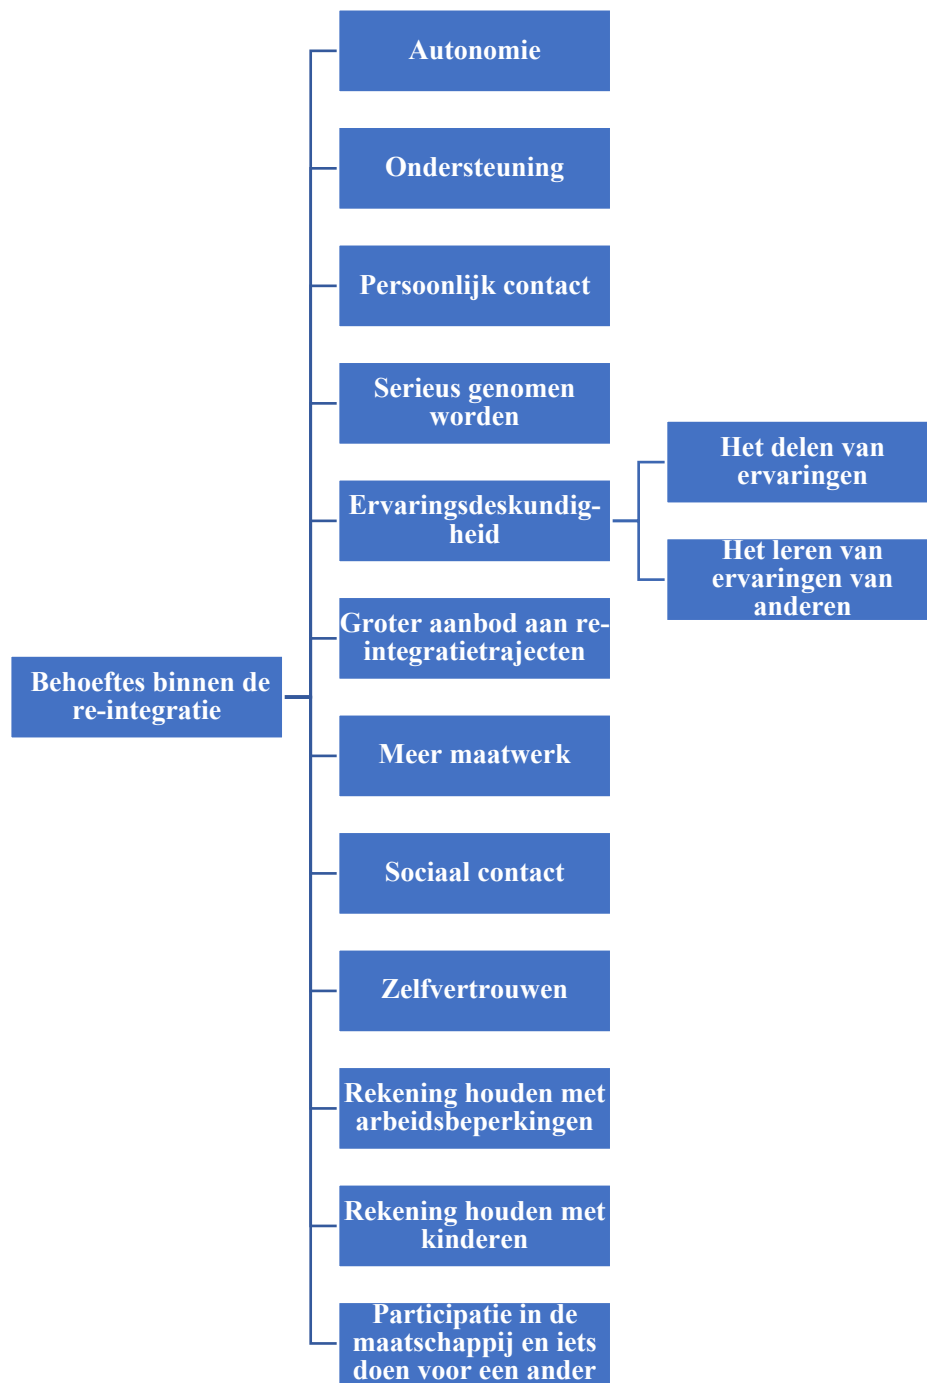 Autonomie
Ondersteuning
Persoonlijk contact
Serieus genomen
worden
Ervaringsdeskundig-
heid
Het delen van
ervaringen
Het leren van
ervaringen van
anderen
Groter aanbod aan re-
integratietrajecten
Behoeftes binnen de
re-integratie
Meer maatwerk
Sociaal contact
Zelfvertrouwen
Rekening houden met
arbeidsbeperkingen
Rekening houden met
kinderen
Participatie in de
maatschappij en iets
doen voor een ander